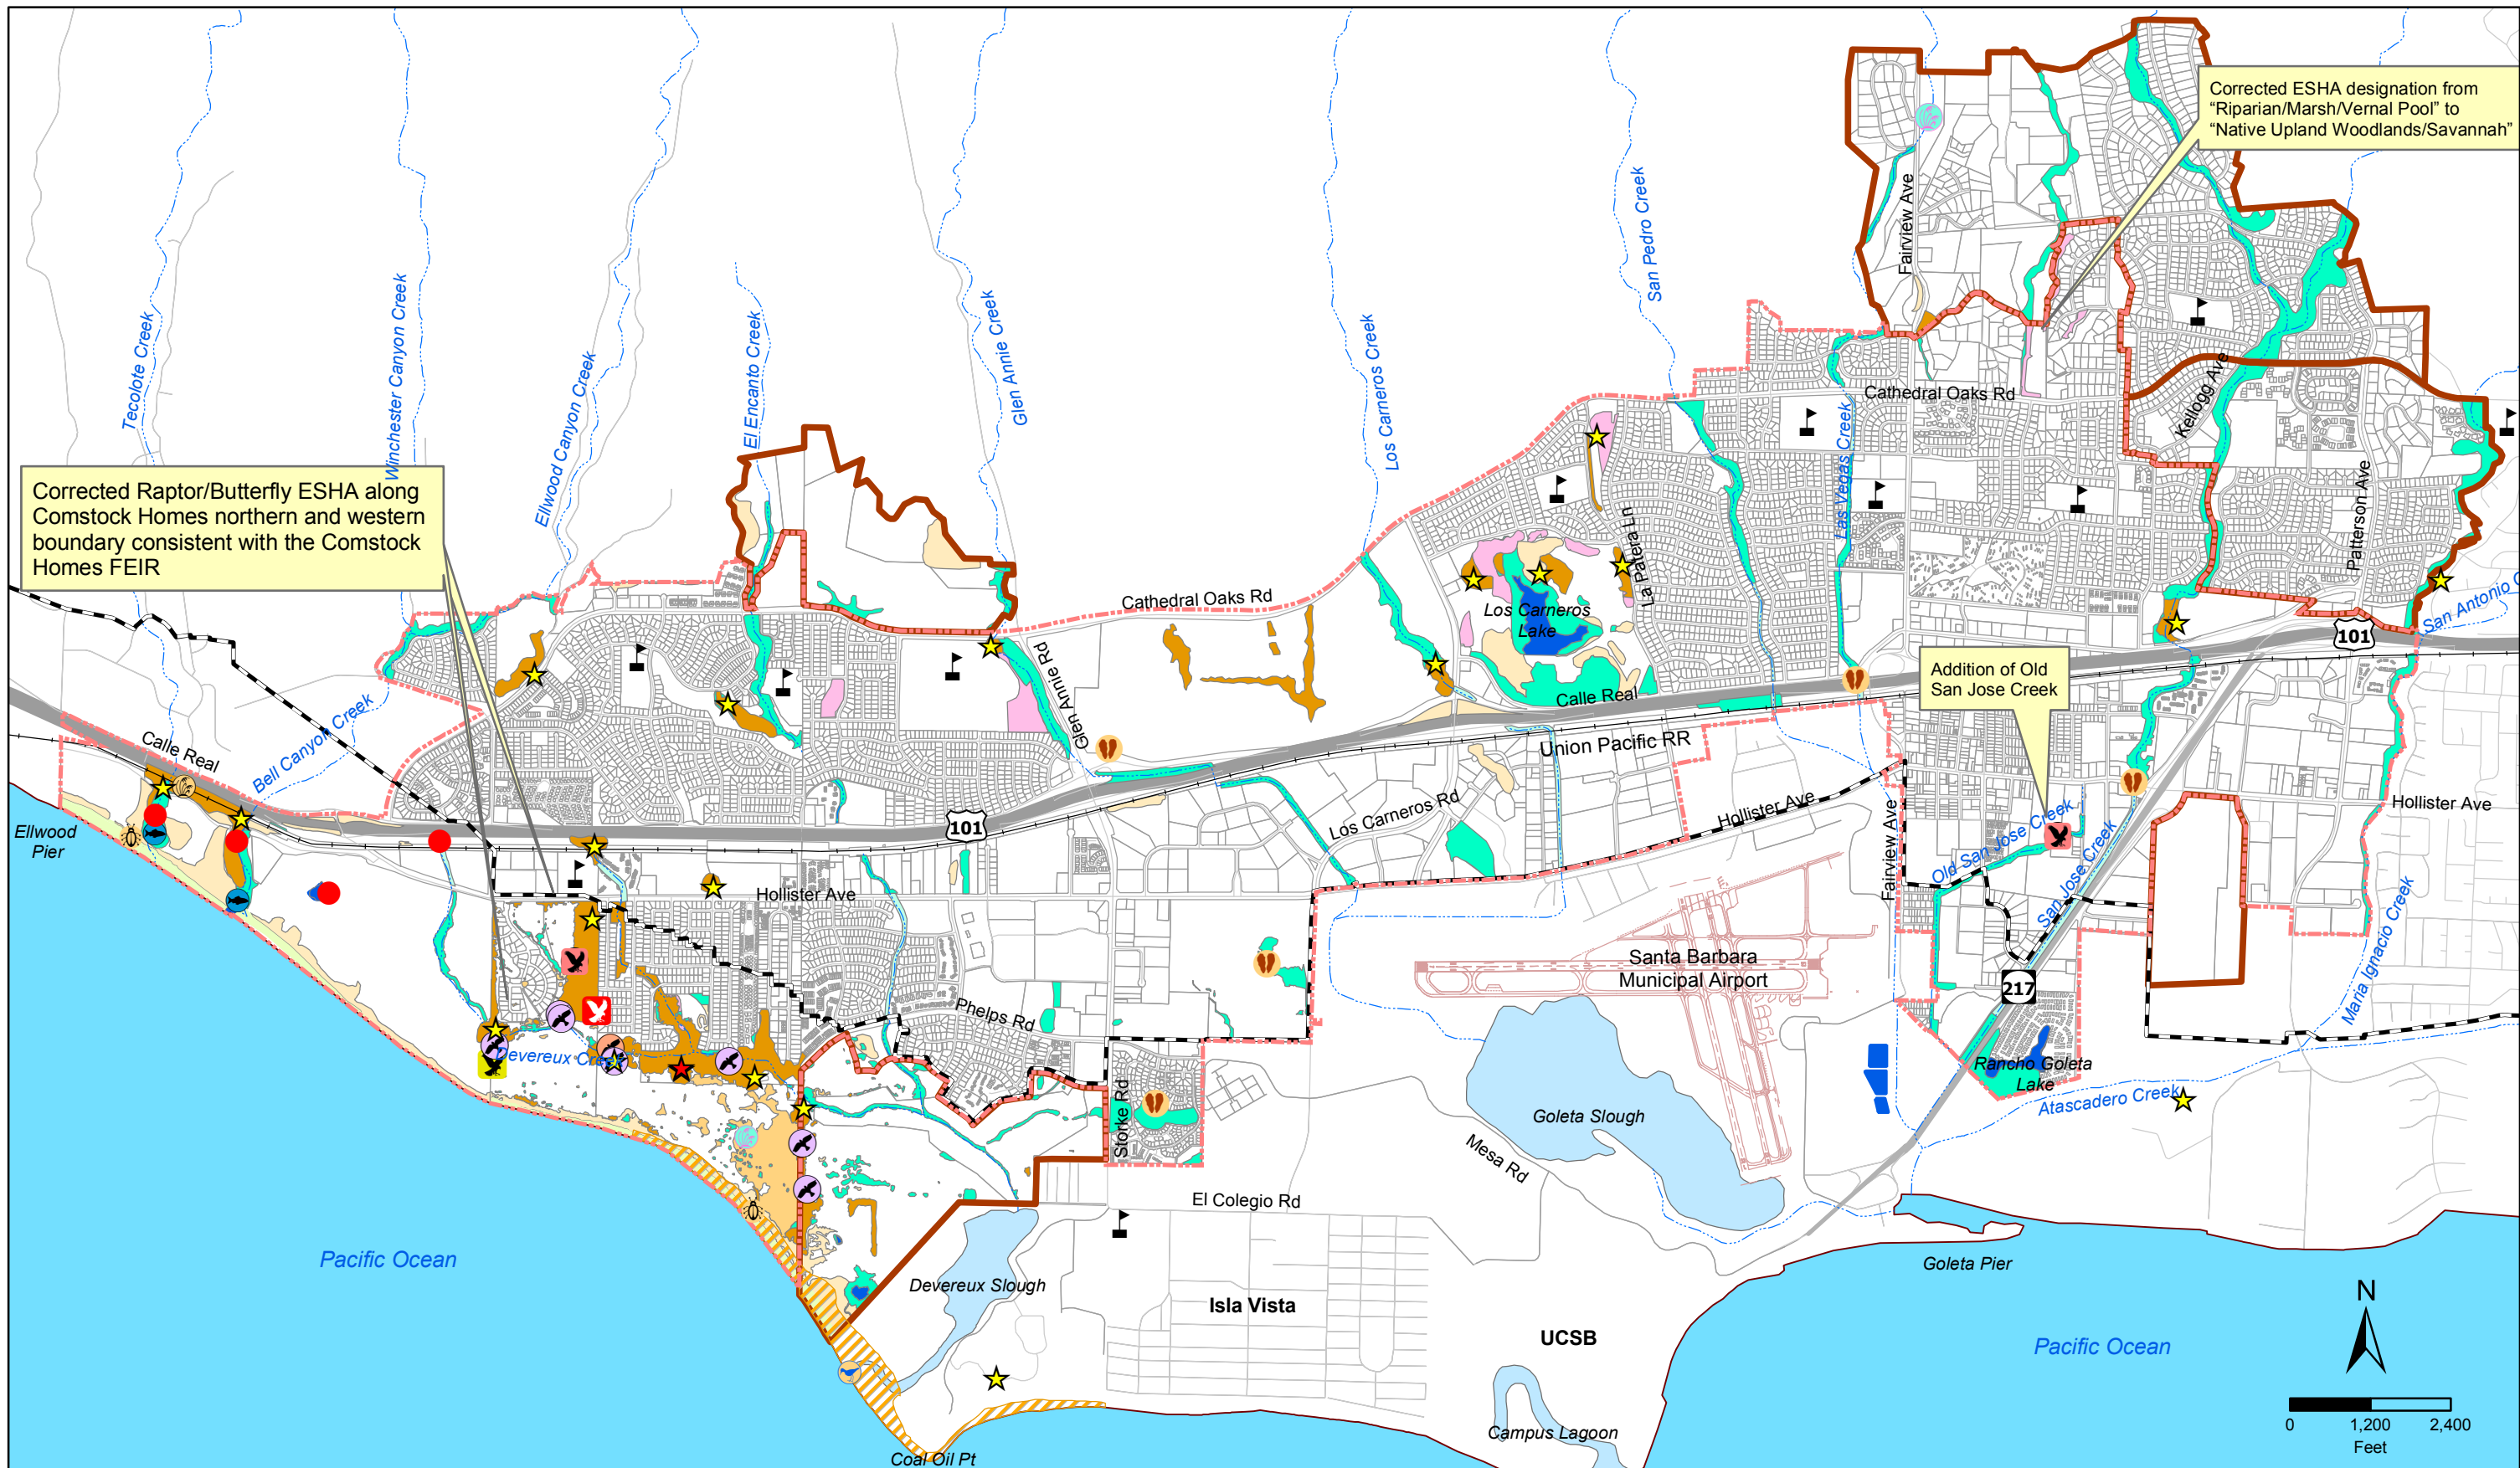 Corrected ESHA designation from
“Riparian/Marsh/Vernal Pool” to
“Native Upland Woodlands/Savannah”
Fairview Ave
San Pedro Creek
Tecolote Creek
Winchester Canyon Creek
Ellwood Canyon Creek
El Encanto Creek
Glen Annie Creek
Los Carneros Creek
Las Vegas Creek
Cathedral Oaks Rd
Kellogg Ave
Patterson Ave
Corrected Raptor/Butterfly ESHA along
Comstock Homes northern and western
boundary consistent with the Comstock
Homes FEIR
Cathedral Oaks Rd
La Patera Ln
Los Carneros
Lake
San Antonio C
101
Glen Annie Rd
Calle Real
Addition of Old
San Jose Creek
Bell Canyon Creek
Calle Real
Union Pacific RR
Los Carneros Rd
Hollister Ave
Hollister Ave
Ellwood
Pier
101
Fairview Ave
Old San Jose Creek
San Jose Creek
Hollister Ave
Maria Ignacio Creek
Santa Barbara
Municipal Airport
217
Phelps Rd
Devereux Creek
Rancho Goleta
Lake
Storke Rd
Goleta Slough
Atascadero Creek
Mesa Rd
El Colegio Rd
Pacific Ocean
Devereux Slough
Goleta Pier
Isla Vista
UCSB
Pacific Ocean
N
Campus Lagoon
Coal Oil Pt
0 1,200 2,400
Feet